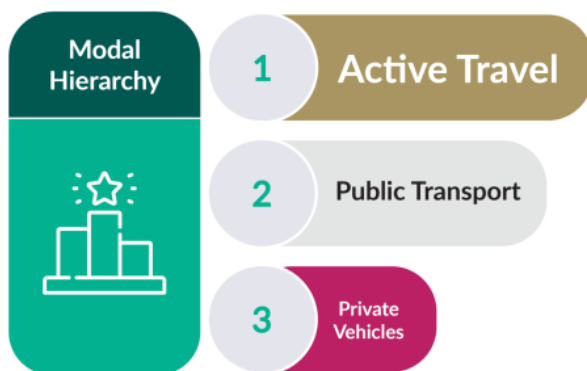 Modal
Hierarchy
1
Active Travel
2
Public Transport
3
Private
Vehicles